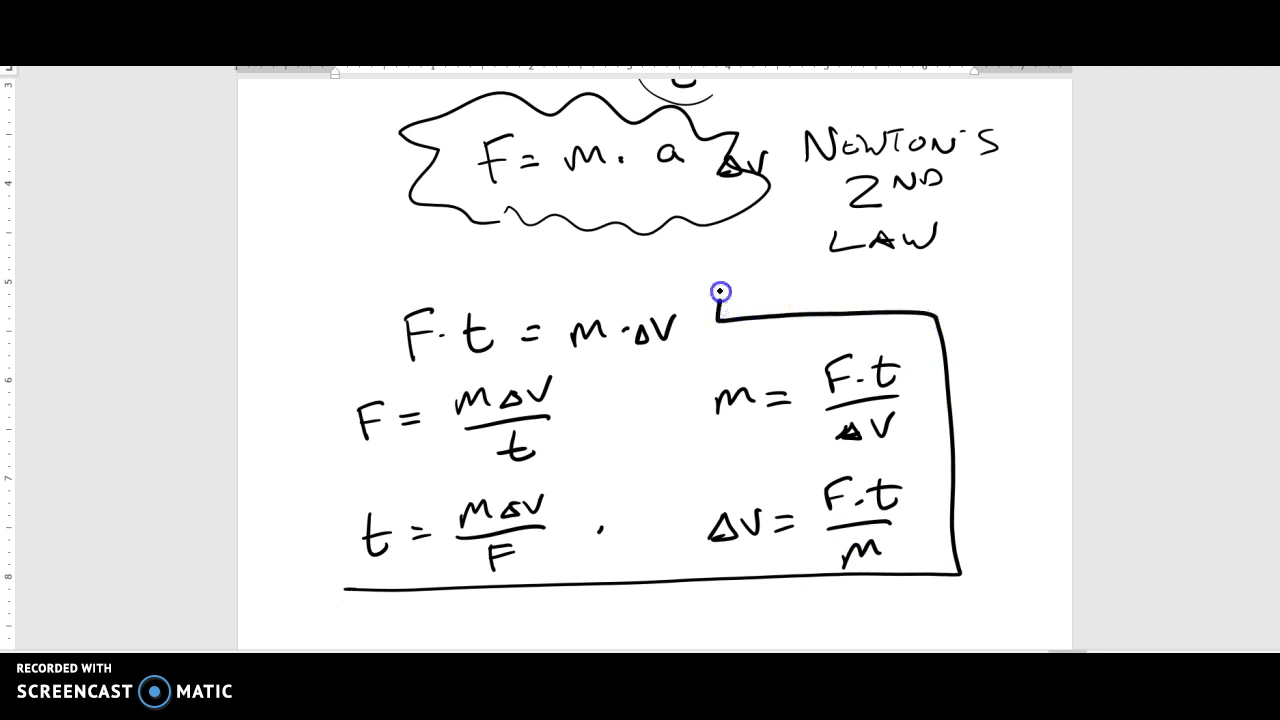 F = m · a ΔV
NEWTON'S
2ND
LAW
F · t = m · ΔV
F = mΔV/t
m = F · t/ΔV
t = mΔV/F
ΔV = F · t/m
RECORDED WITH
SCREENCAST MATIC